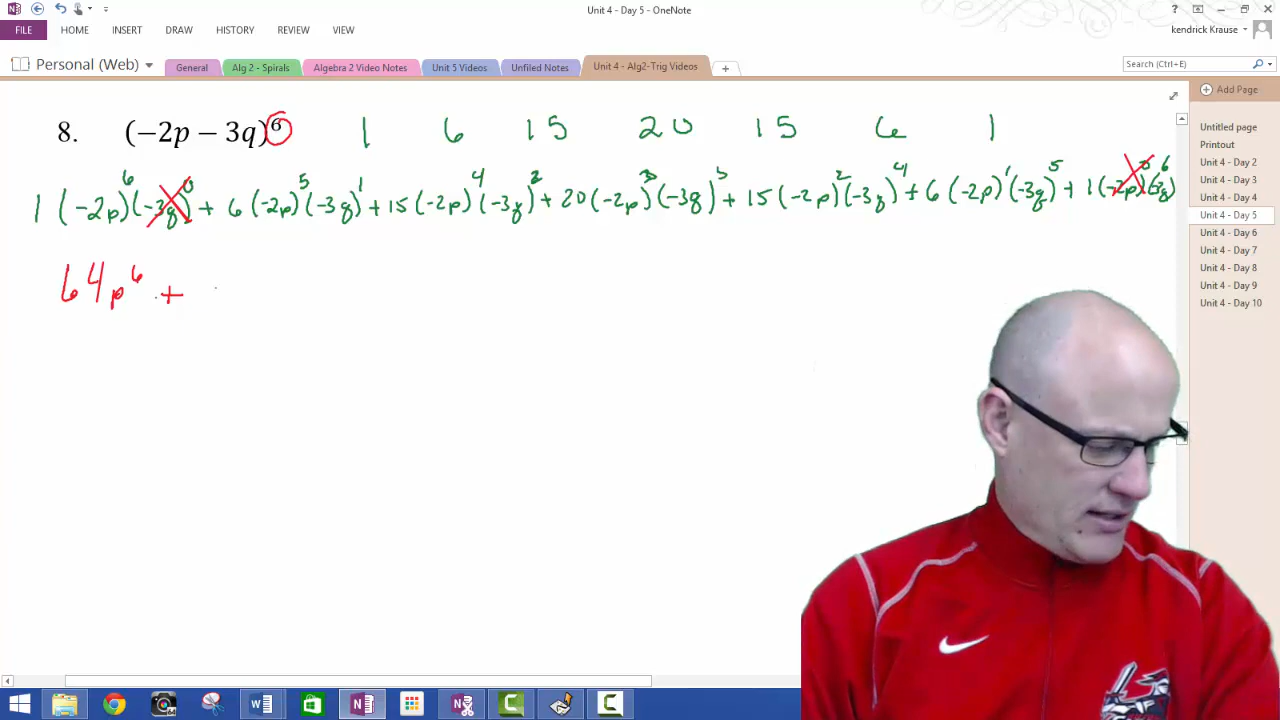 Unit 4 - Day 5 - OneNote
FILE HOME INSERT DRAW HISTORY REVIEW VIEW
kendrick Krause
Personal (Web) General Alg 2 - Spirals Algebra 2 Video Notes Unit 5 Videos Unfiled Notes Unit 4 - Alg2-Trig Videos
Search (Ctrl+E)
Add Page
Untitled page
Printout
Unit 4 - Day 2
Unit 4 - Day 3
Unit 4 - Day 4
Unit 4 - Day 5
Unit 4 - Day 6
Unit 4 - Day 7
Unit 4 - Day 8
Unit 4 - Day 9
Unit 4 - Day 10
8. (−2p − 3q)⁶ 1 6 15 20 15 6 1
1(-2p)⁶(-3q)⁰ + 6(-2p)⁵(-3q)¹ + 15(-2p)⁴(-3q)² + 20(-2p)³(-3q)³ + 15(-2p)²(-3q)⁴ + 6(-2p)¹(-3q)⁵ + 1(-2p)⁰(-3q)⁶
64p⁶ +